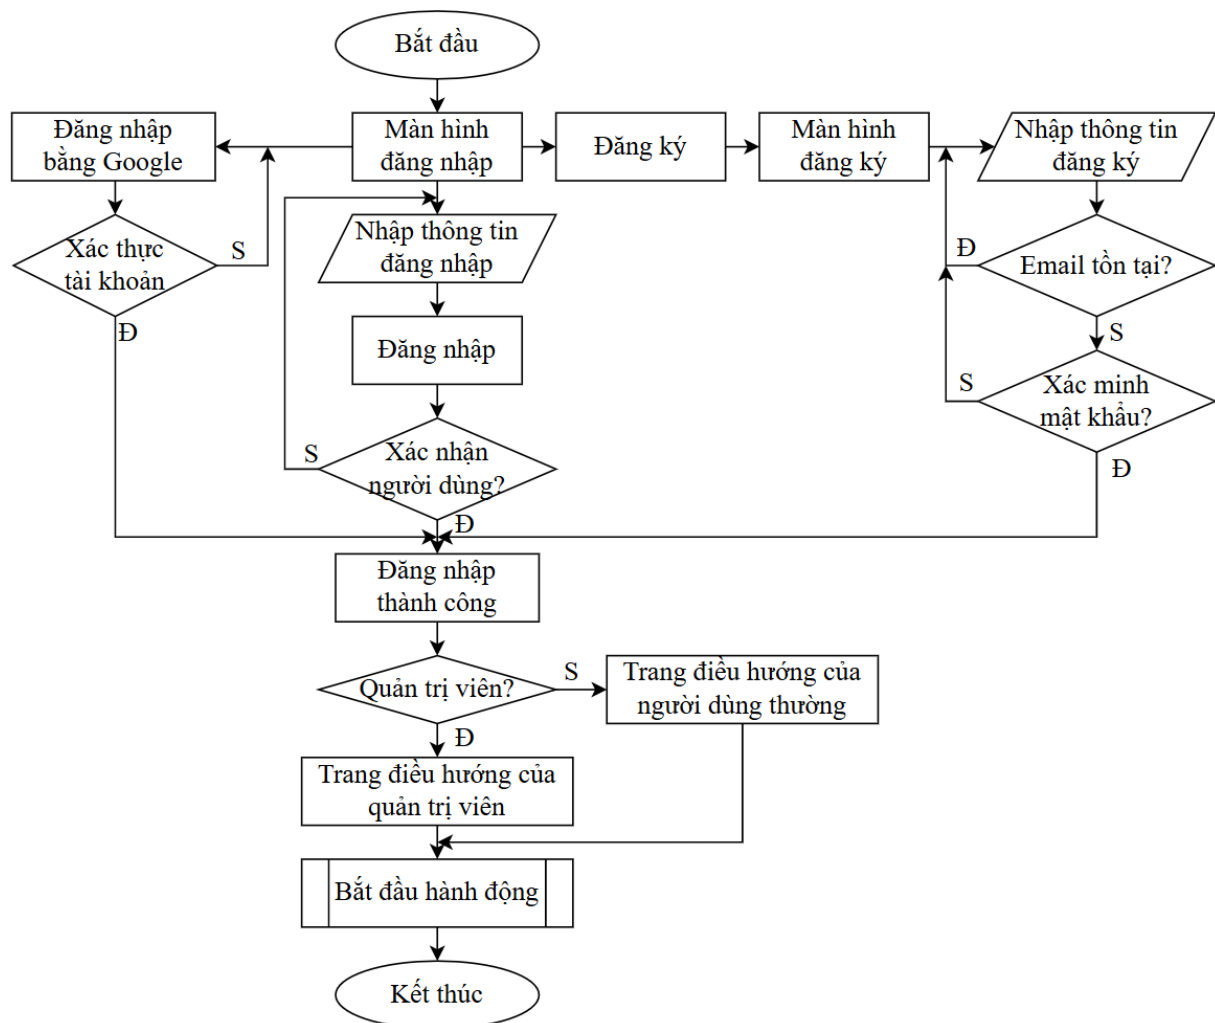 Bắt đầu
Đăng nhập
bằng Google
Màn hình
đăng nhập
Đăng ký
Màn hình
đăng ký
Nhập thông tin
đăng ký
Xác thực
tài khoản
S
Đ
Nhập thông tin
đăng nhập
Đăng nhập
Xác nhận
người dùng?
S
Đ
Email tồn tại?
Đ
S
Xác minh
mật khẩu?
S
Đ
Đăng nhập
thành công
Quản trị viên?
S
Đ
Trang điều hướng của
người dùng thường
Trang điều hướng của
quản trị viên
Bắt đầu hành động
Kết thúc